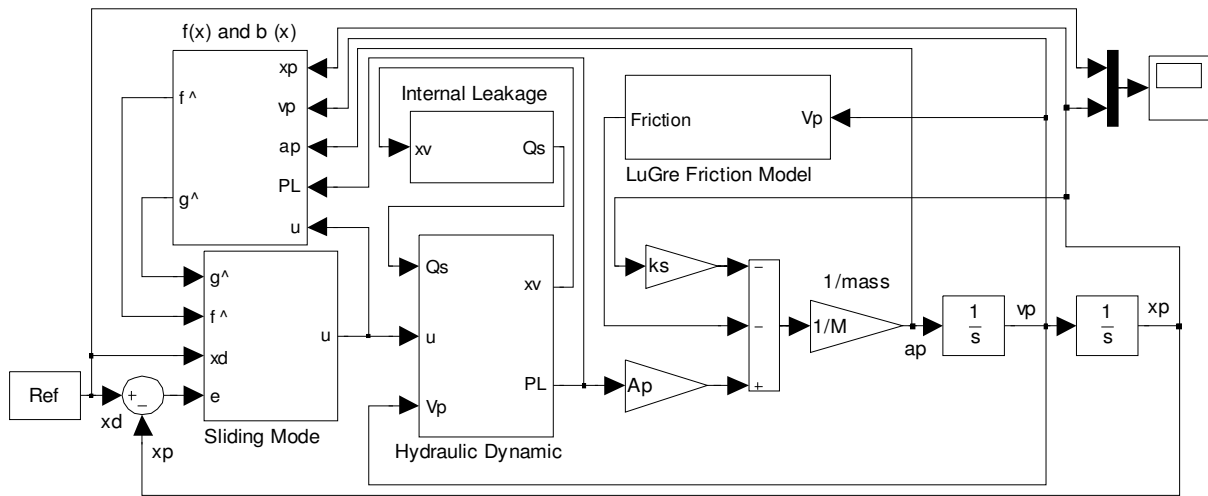 f(x) and b (x)
xp
vp
ap
PL
u
f ^
g^
Internal Leakage
xv
Qs
Friction
Vp
LuGre Friction Model
g^
f ^
xd
e
u
Sliding Mode
Qs
u
Vp
xv
PL
Hydraulic Dynamic
ks
Ap
−
−
+
1/mass
1/M
ap
1
s
vp
1
s
xp
Ref
xd
+
−
xp